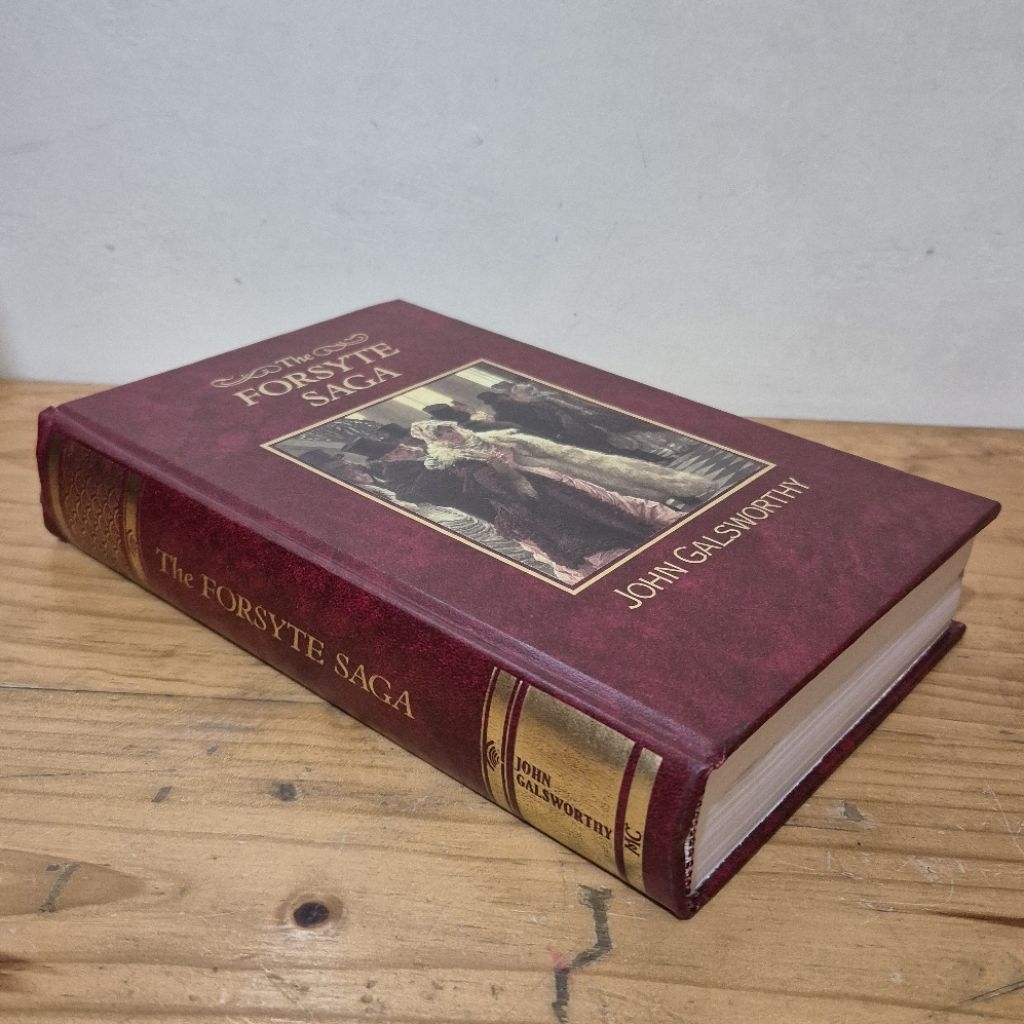 The
FORSYTE
SAGA
JOHN GALSWORTHY
The FORSYTE SAGA
JOHN
GALSWORTHY
MC